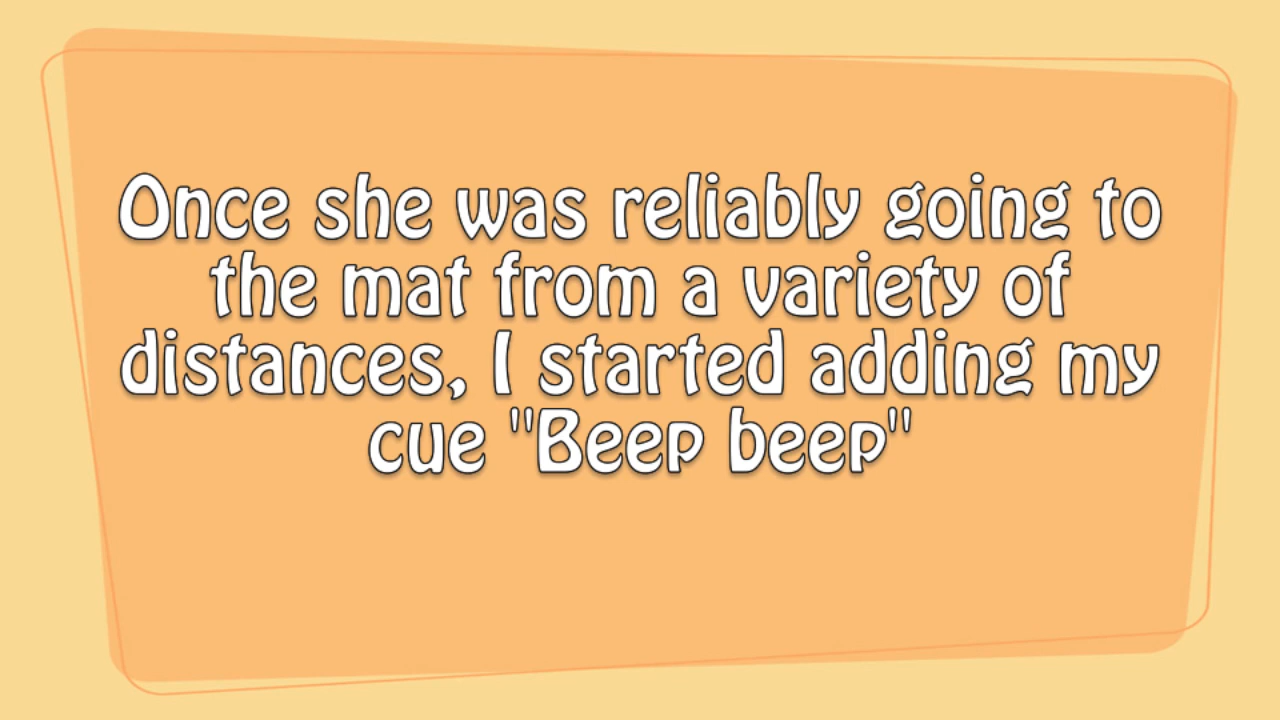 Once she was reliably going to
the mat from a variety of
distances, I started adding my
cue "Beep beep"